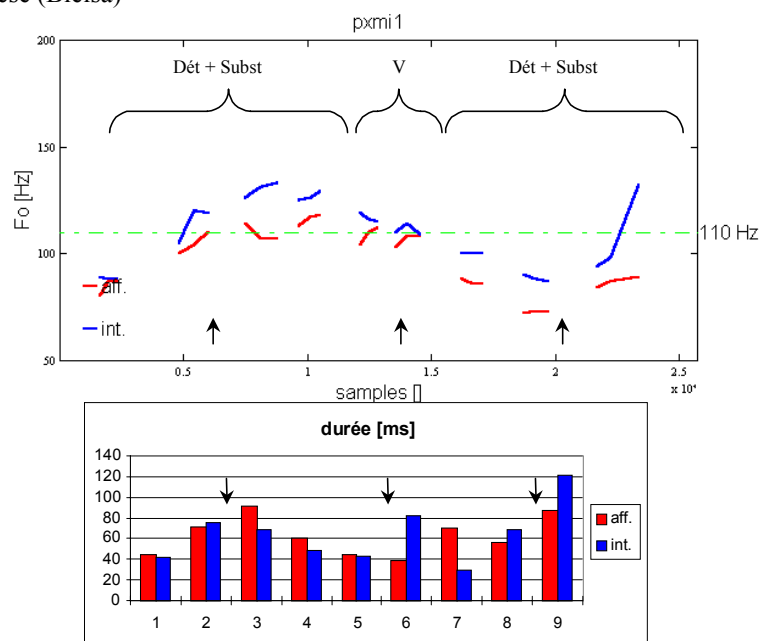 pxmi1
200
Dét + Subst V Dét + Subst
150
Fo [Hz]
110 Hz
100
aff.
int.
50
0.5 1 1.5 2 2.5
samples []
x 10⁴
durée [ms]
140
120
100
80
60
40
20
0
1 2 3 4 5 6 7 8 9
aff.
int.